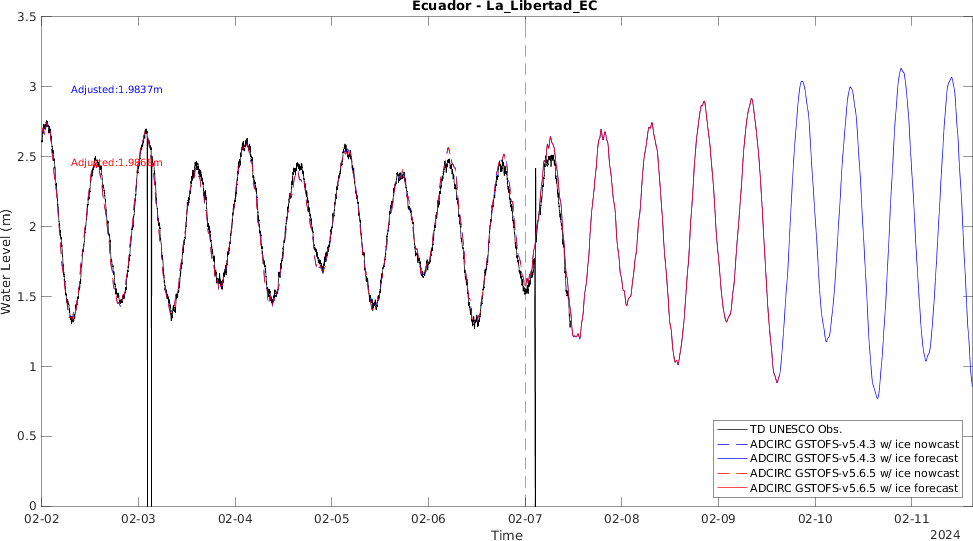 Ecuador - La_Libertad_EC
3.5
3
2.5
2
1.5
1
0.5
0
Water Level (m)
Adjusted:1.9837m
TD UNESCO Obs.
ADCIRC GSTOFS-v5.4.3 w/ ice nowcast
ADCIRC GSTOFS-v5.4.3 w/ ice forecast
ADCIRC GSTOFS-v5.6.5 w/ ice nowcast
ADCIRC GSTOFS-v5.6.5 w/ ice forecast
02-02 02-03 02-04 02-05 02-06 02-07 02-08 02-09 02-10 02-11
Time
2024